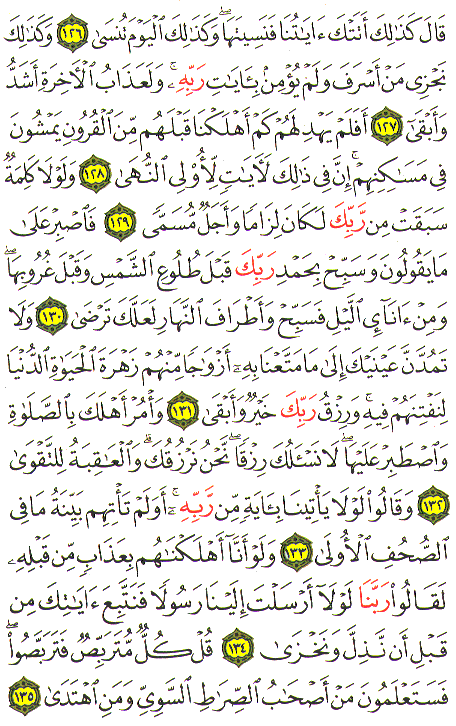 قَالَ كَذَٰلِكَ أَتَتۡكَ ءَايَٰتُنَا فَنَسِيتَهَاۖ وَكَذَٰلِكَ ٱلۡيَوۡمَ تُنسَىٰ ١٢٦ وَكَذَٰلِكَ
نَجۡزِي مَنۡ أَسۡرَفَ وَلَمۡ يُؤۡمِنۢ بِـَٔايَٰتِ رَبِّهِۦۚ وَلَعَذَابُ ٱلۡأٓخِرَةِ أَشَدُّ
وَأَبۡقَىٰٓ ١٢٧ أَفَلَمۡ يَهۡدِ لَهُمۡ كَمۡ أَهۡلَكۡنَا قَبۡلَهُم مِّنَ ٱلۡقُرُونِ يَمۡشُونَ
فِي مَسَٰكِنِهِمۡۚ إِنَّ فِي ذَٰلِكَ لَأٓيَٰتٖ لِّأُوْلِي ٱلنُّهَىٰ ١٢٨ وَلَوۡلَا كَلِمَةٞ
سَبَقَتۡ مِن رَّبِّكَ لَكَانَ لِزَامٗا وَأَجَلٞ مُّسَمّٗى ١٢٩ فَٱصۡبِرۡ عَلَىٰ
مَا يَقُولُونَ وَسَبِّحۡ بِحَمۡدِ رَبِّكَ قَبۡلَ طُلُوعِ ٱلشَّمۡسِ وَقَبۡلَ غُرُوبِهَاۖ
وَمِنۡ ءَانَآيِٕ ٱلَّيۡلِ فَسَبِّحۡ وَأَطۡرَافَ ٱلنَّهَارِ لَعَلَّكَ تَرۡضَىٰ ١٣٠ وَلَا
تَمُدَّنَّ عَيۡنَيۡكَ إِلَىٰ مَا مَتَّعۡنَا بِهِۦٓ أَزۡوَٰجٗا مِّنۡهُمۡ زَهۡرَةَ ٱلۡحَيَوٰةِ ٱلدُّنۡيَا
لِنَفۡتِنَهُمۡ فِيهِۚ وَرِزۡقُ رَبِّكَ خَيۡرٞ وَأَبۡقَىٰ ١٣١ وَأۡمُرۡ أَهۡلَكَ بِٱلصَّلَوٰةِ
وَٱصۡطَبِرۡ عَلَيۡهَاۖ لَا نَسۡـَٔلُكَ رِزۡقٗاۖ نَّحۡنُ نَرۡزُقُكَۗ وَٱلۡعَٰقِبَةُ لِلتَّقۡوَىٰ
١٣٢ وَقَالُواْ لَوۡلَا يَأۡتِينَا بِـَٔايَةٖ مِّن رَّبِّهِۦٓۚ أَوَلَمۡ تَأۡتِهِم بَيِّنَةُ مَا فِي
ٱلصُّحُفِ ٱلۡأُولَىٰ ١٣٣ وَلَوۡ أَنَّآ أَهۡلَكۡنَٰهُم بِعَذَابٖ مِّن قَبۡلِهِۦ
لَقَالُواْ رَبَّنَا لَوۡلَآ أَرۡسَلۡتَ إِلَيۡنَا رَسُولٗا فَنَتَّبِعَ ءَايَٰتِكَ مِن
قَبۡلِ أَن نَّذِلَّ وَنَخۡزَىٰ ١٣٤ قُلۡ كُلّٞ مُّتَرَبِّصٞ فَتَرَبَّصُواْۖ
فَسَتَعۡلَمُونَ مَنۡ أَصۡحَٰبُ ٱلصِّرَٰطِ ٱلسَّوِيِّ وَمَنِ ٱهۡتَدَىٰ ١٣٥